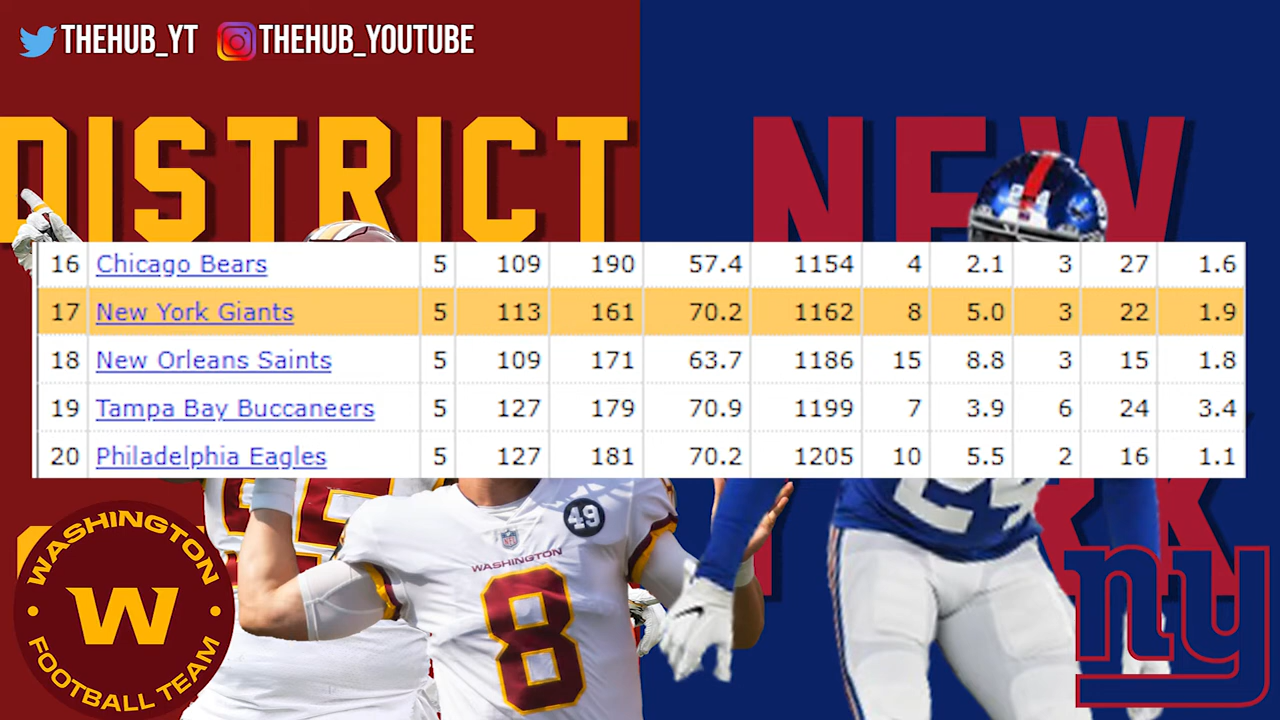 THEHUB_YT THEHUB_YOUTUBE
DISTRICT NEW
16 Chicago Bears 5 109 190 57.4 1154 4 2.1 3 27 1.6
17 New York Giants 5 113 161 70.2 1162 8 5.0 3 22 1.9
18 New Orleans Saints 5 109 171 63.7 1186 15 8.8 3 15 1.8
19 Tampa Bay Buccaneers 5 127 179 70.9 1199 7 3.9 6 24 3.4
20 Philadelphia Eagles 5 127 181 70.2 1205 10 5.5 2 16 1.1
24
49
NFL
WASHINGTON
8
WASHINGTON
W
FOOTBALL TEAM
ny